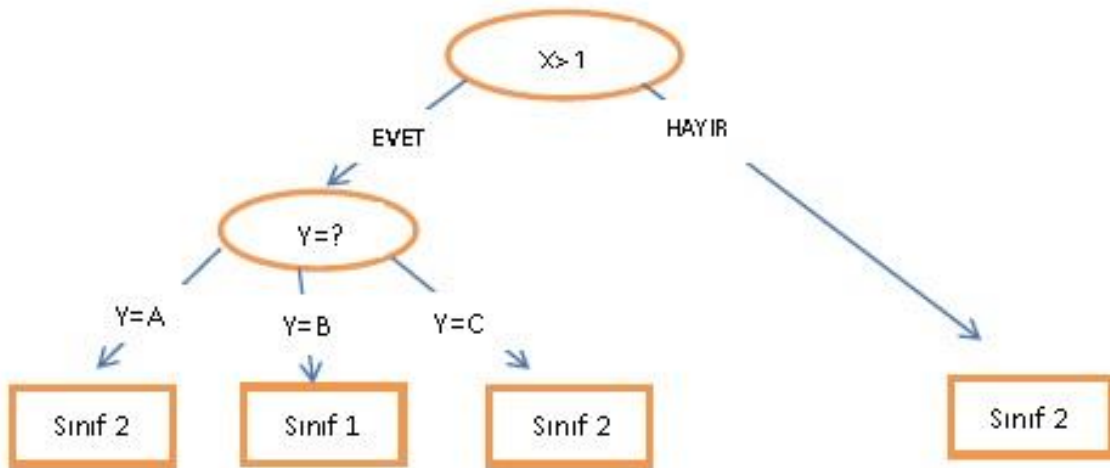 X>1
EVET
HAYIR
Y=?
Y=A
Y=B
Y=C
Sınıf 2
Sınıf 1
Sınıf 2
Sınıf 2